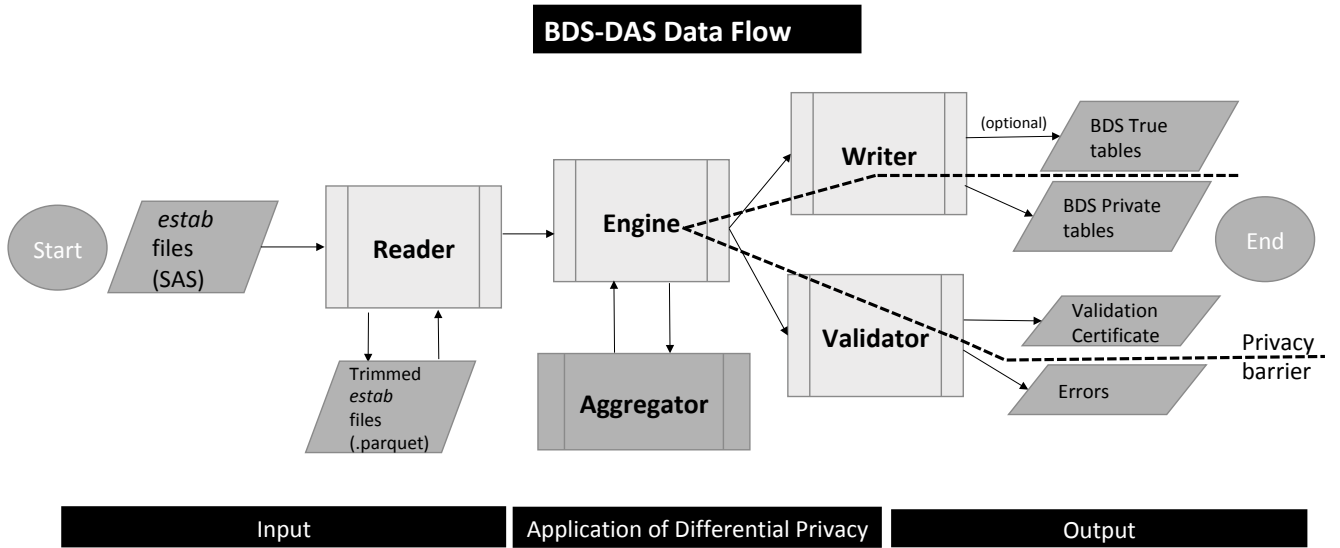 BDS-DAS Data Flow
Start
estab
files
(SAS)
Reader
Trimmed
estab
files
(.parquet)
Engine
Aggregator
Writer
(optional)
BDS True
tables
BDS Private
tables
End
Validator
Validation
Certificate
Privacy
barrier
Errors
Input
Application of Differential Privacy
Output